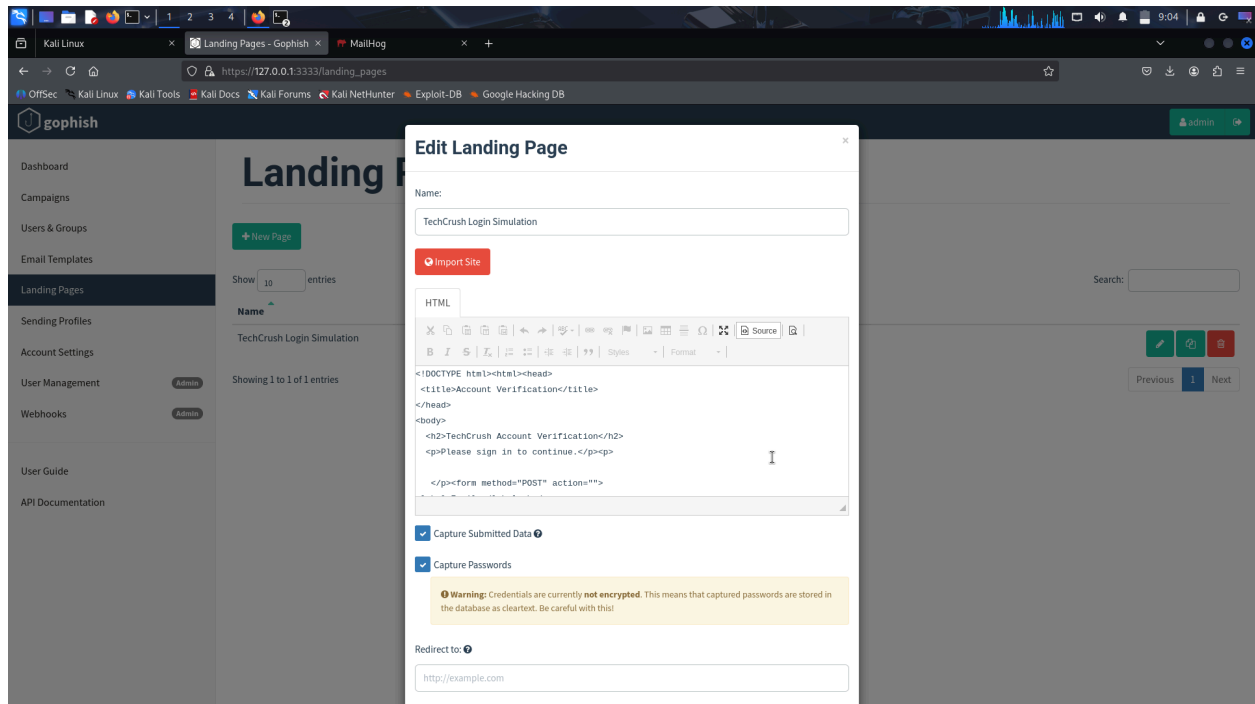 1 2 3 4 9:04
Kali Linux Landing Pages - Gophish MailHog
https://127.0.0.1:3333/landing_pages
OffSec Kali Linux Kali Tools Kali Docs Kali Forums Kali NetHunter Exploit-DB Google Hacking DB
gophish
admin
Dashboard
Campaigns
Users & Groups
Email Templates
Landing Pages
Sending Profiles
Account Settings
User Management Admin
Webhooks Admin
User Guide
API Documentation
Landing
New Page
Show 10 entries
Search:
Name
TechCrush Login Simulation
Showing 1 to 1 of 1 entries
Previous 1 Next
Edit Landing Page
×
Name:
TechCrush Login Simulation
Import Site
HTML
Source
Styles Format
<!DOCTYPE html><html><head>
<title>Account Verification</title>
</head>
<body>
<h2>TechCrush Account Verification</h2>
<p>Please sign in to continue.</p><p>
</p><form method="POST" action="">
Capture Submitted Data
Capture Passwords
Warning: Credentials are currently not encrypted. This means that captured passwords are stored in
the database as cleartext. Be careful with this!
Redirect to:
http://example.com